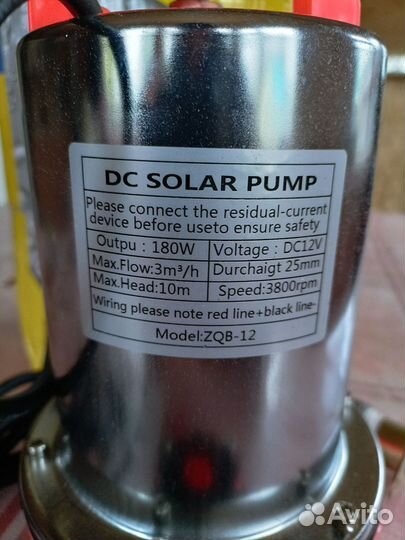 DC SOLAR PUMP
Please connect the residual-current
device before useto ensure safety
Outpu : 180W Voltage : DC12V
Max.Flow:3m³/h Durchaigt 25mm
Max.Head:10m Speed:3800rpm
Wiring please note red line+black line-
Model:ZQB-12
Avito